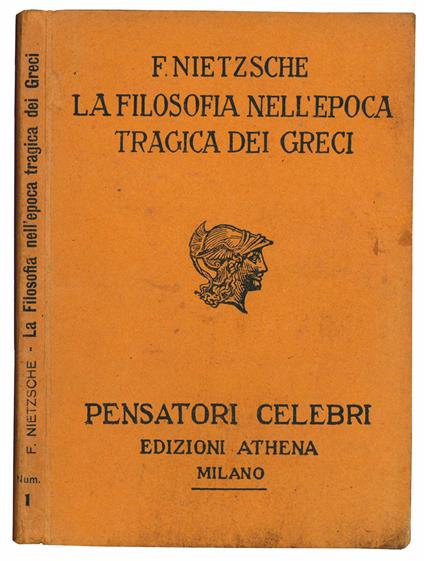 F. NIETZSCHE - La Filosofia nell'epoca tragica dei Greci
Num.
1
F. NIETZSCHE
LA FILOSOFIA NELL'EPOCA
TRAGICA DEI GRECI
PENSATORI CELEBRI
EDIZIONI ATHENA
MILANO